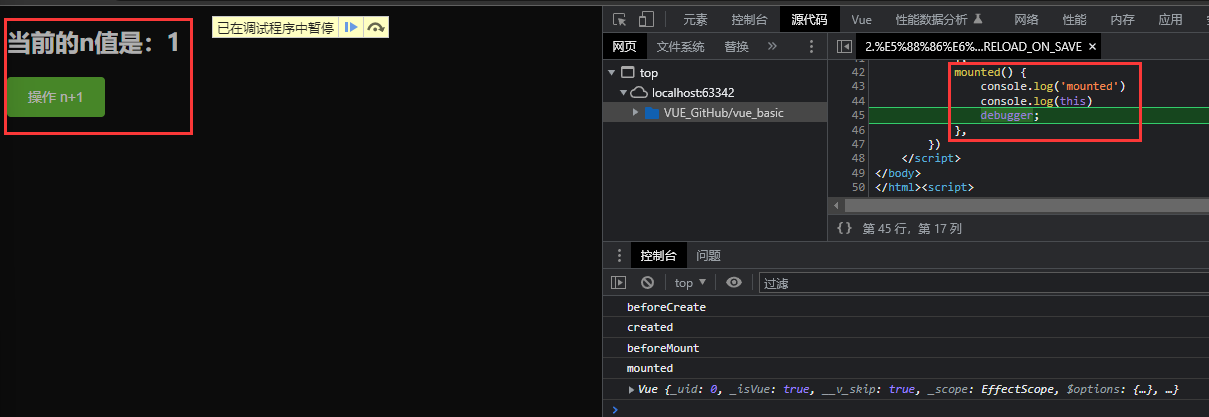 当前的n值是：1
操作 n+1
已在调试程序中暂停
元素 控制台 源代码 Vue 性能数据分析 网络 性能 内存 应用
网页 文件系统 替换 »
2.%E5%88%86%E6%...RELOAD_ON_SAVE ×
top
localhost:63342
VUE_GitHub/vue_basic
42 mounted() {
43 console.log('mounted')
44 console.log(this)
45 debugger;
46 },
47 })
48 </script>
49 </body>
50 </html><script>
{} 第 45 行，第 17 列
控制台 问题
top ▼ 过滤
beforeCreate
created
beforeMount
mounted
▶Vue {_uid: 0, _isVue: true, __v_skip: true, _scope: EffectScope, $options: {…}, …}
>